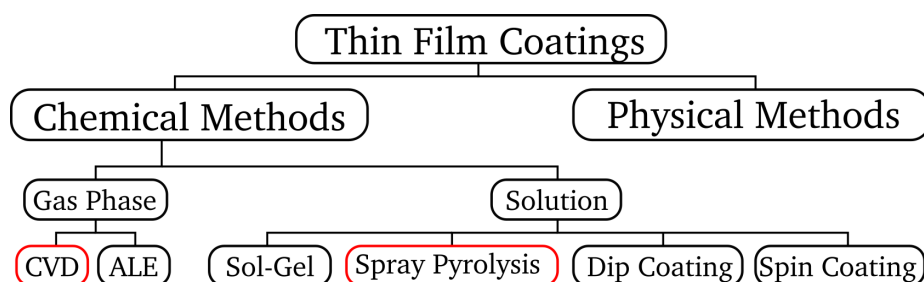 Thin Film Coatings
Chemical Methods
Physical Methods
Gas Phase
Solution
CVD
ALE
Sol-Gel
Spray Pyrolysis
Dip Coating
Spin Coating